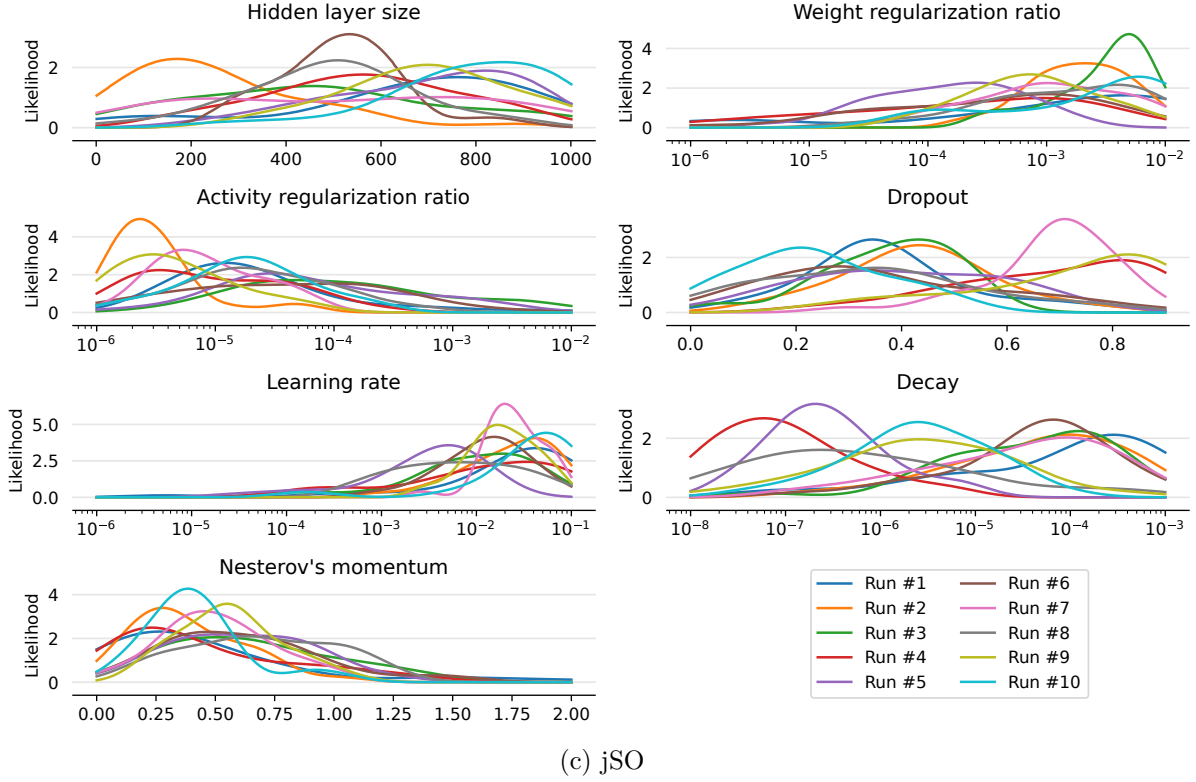 Hidden layer size
Weight regularization ratio
Likelihood
2
0
0 200 400 600 800 1000
4
2
0
10−6 10−5 10−4 10−3 10−2
Activity regularization ratio
Dropout
Likelihood
4
2
0
10−6 10−5 10−4 10−3 10−2
Likelihood
2
0
0.0 0.2 0.4 0.6 0.8
Learning rate
Decay
Likelihood
5.0
2.5
0.0
10−6 10−5 10−4 10−3 10−2 10−1
Likelihood
2
0
10−8 10−7 10−6 10−5 10−4 10−3
Nesterov's momentum
Likelihood
4
2
0
0.00 0.25 0.50 0.75 1.00 1.25 1.50 1.75 2.00
Run #1 Run #6
Run #2 Run #7
Run #3 Run #8
Run #4 Run #9
Run #5 Run #10
Likelihood
(c) jSO